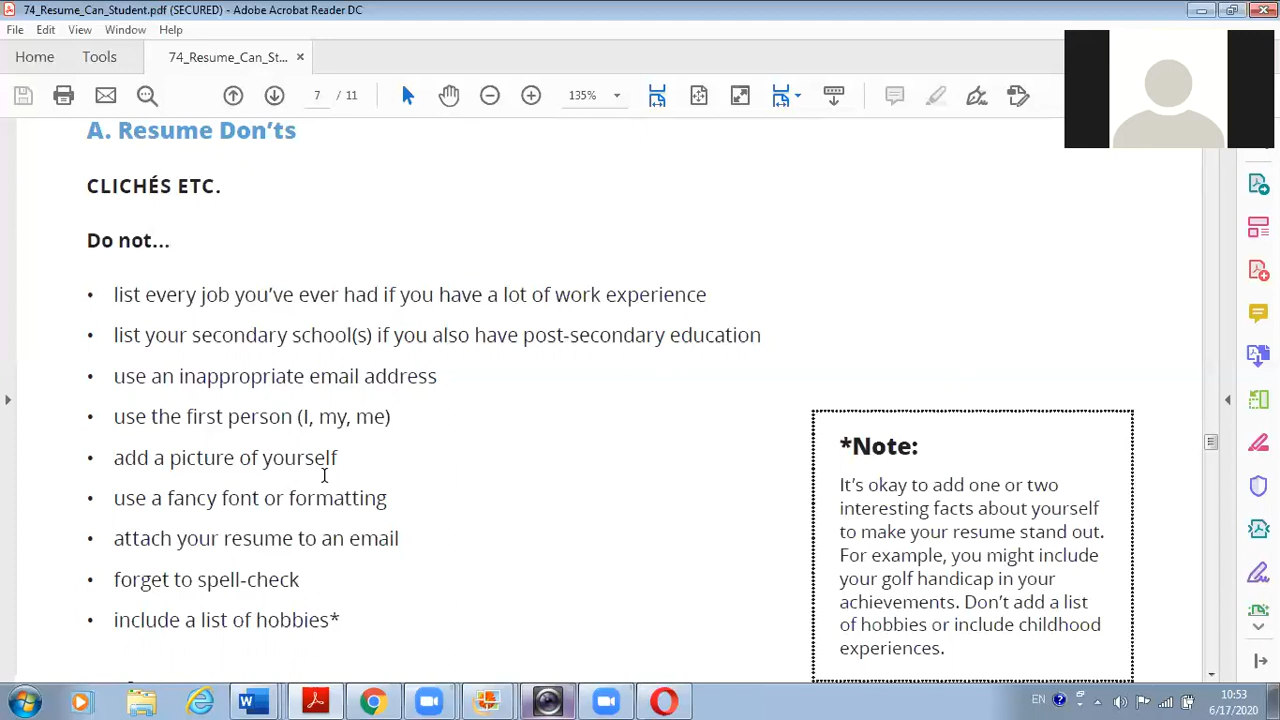 74_Resume_Can_Student.pdf (SECURED) - Adobe Acrobat Reader DC
File Edit View Window Help
Home Tools 74_Resume_Can_St... ×
7 / 11 135%
A. Resume Don'ts
CLICHÉS ETC.
Do not...
• list every job you've ever had if you have a lot of work experience
• list your secondary school(s) if you also have post-secondary education
• use an inappropriate email address
• use the first person (I, my, me)
• add a picture of yourself
• use a fancy font or formatting
• attach your resume to an email
• forget to spell-check
• include a list of hobbies*
*Note:
It's okay to add one or two
interesting facts about yourself
to make your resume stand out.
For example, you might include
your golf handicap in your
achievements. Don't add a list
of hobbies or include childhood
experiences.
EN 10:53
6/17/2020